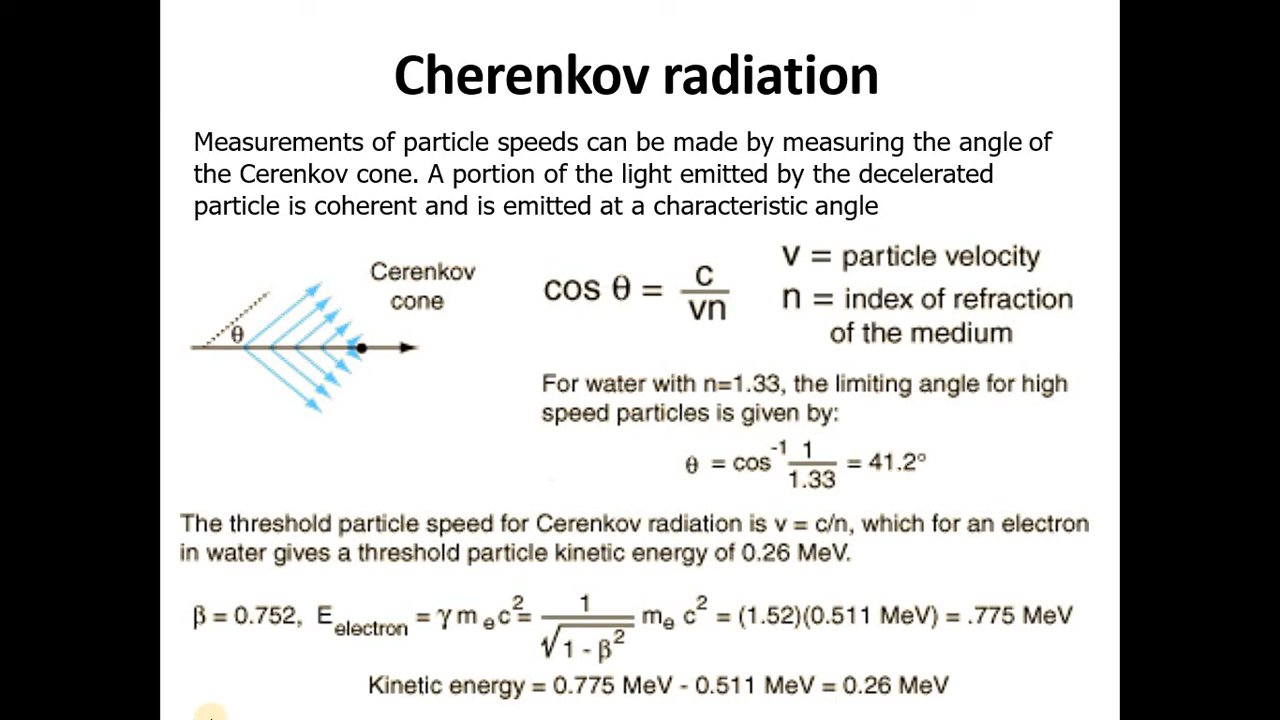 Cherenkov radiation
Measurements of particle speeds can be made by measuring the angle of
the Cerenkov cone. A portion of the light emitted by the decelerated
particle is coherent and is emitted at a characteristic angle
Cerenkov
cone
θ
cos θ = c/vn
v = particle velocity
n = index of refraction
of the medium
For water with n=1.33, the limiting angle for high
speed particles is given by:
θ = cos⁻¹ 1/1.33 = 41.2°
The threshold particle speed for Cerenkov radiation is v = c/n, which for an electron
in water gives a threshold particle kinetic energy of 0.26 MeV.
β = 0.752, E electron = γ m e c² = 1/√1 - β² m e c² = (1.52)(0.511 MeV) = .775 MeV
Kinetic energy = 0.775 MeV - 0.511 MeV = 0.26 MeV